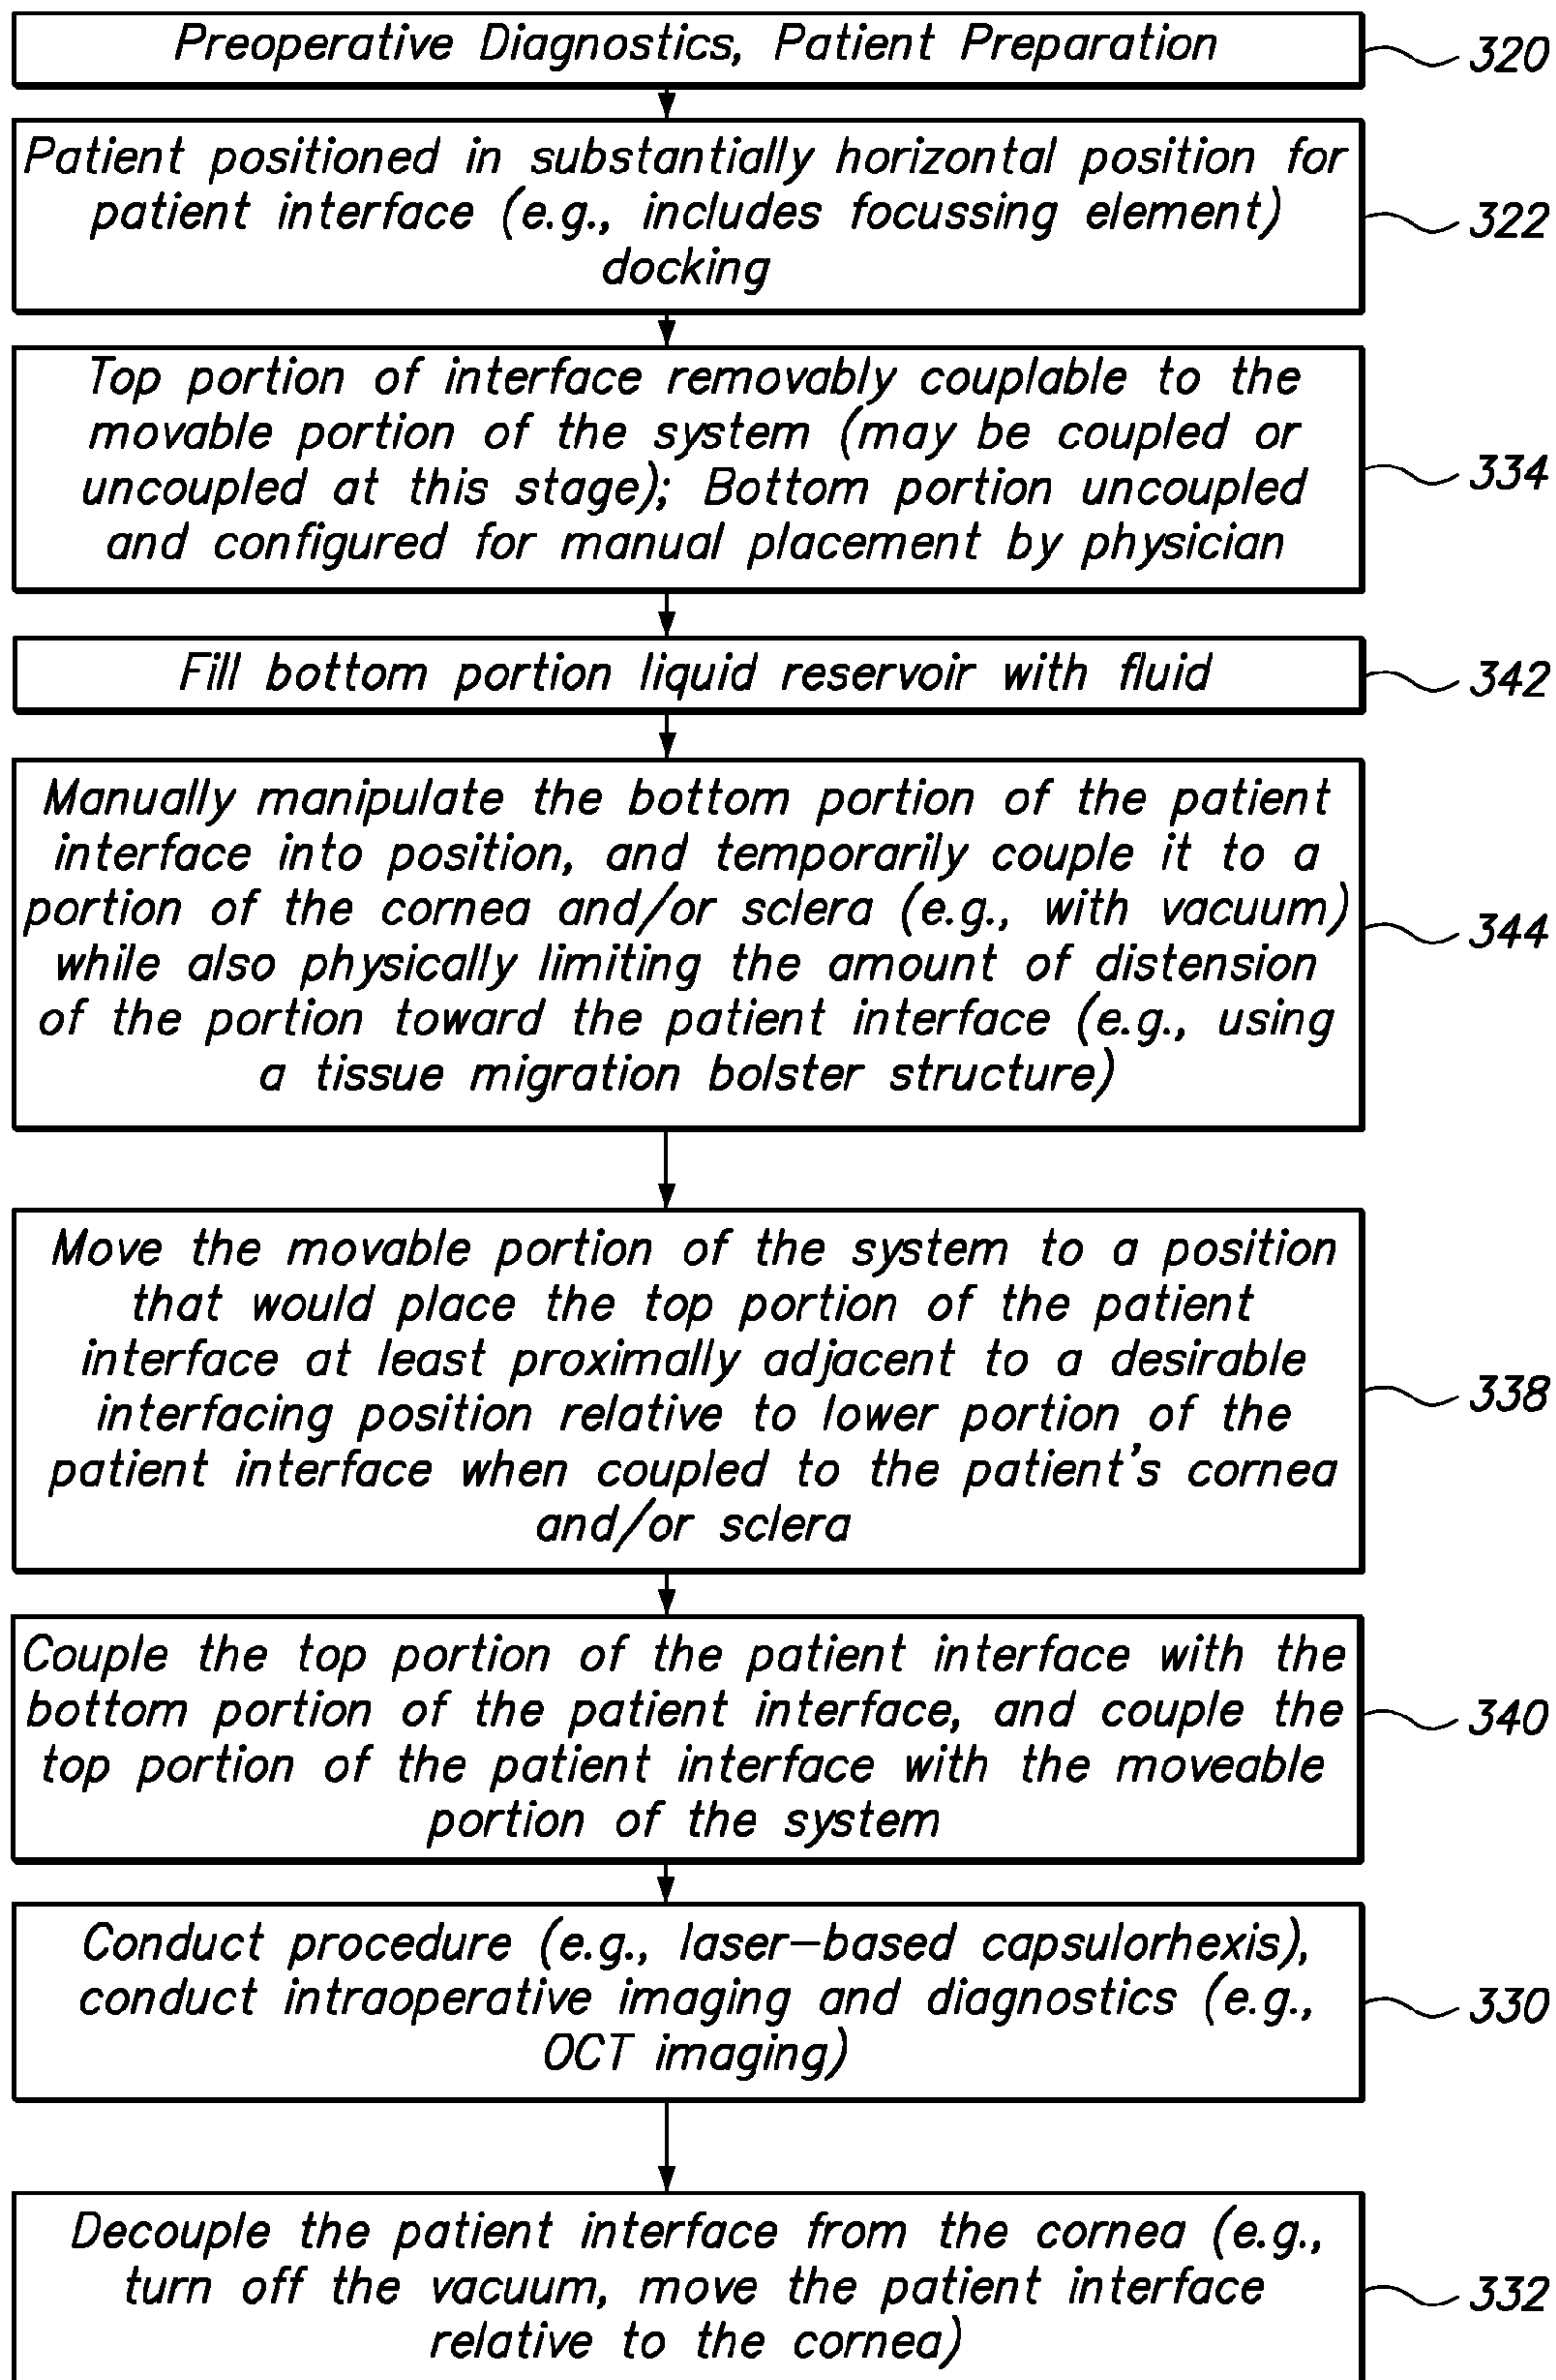 Preoperative Diagnostics, Patient Preparation
320
Patient positioned in substantially horizontal position for
patient interface (e.g., includes focussing element)
docking
322
Top portion of interface removably couplable to the
movable portion of the system (may be coupled or
uncoupled at this stage); Bottom portion uncoupled
and configured for manual placement by physician
334
Fill bottom portion liquid reservoir with fluid
342
Manually manipulate the bottom portion of the patient
interface into position, and temporarily couple it to a
portion of the cornea and/or sclera (e.g., with vacuum)
while also physically limiting the amount of distension
of the portion toward the patient interface (e.g., using
a tissue migration bolster structure)
344
Move the movable portion of the system to a position
that would place the top portion of the patient
interface at least proximally adjacent to a desirable
interfacing position relative to lower portion of the
patient interface when coupled to the patient's cornea
and/or sclera
338
Couple the top portion of the patient interface with the
bottom portion of the patient interface, and couple the
top portion of the patient interface with the moveable
portion of the system
340
Conduct procedure (e.g., laser-based capsulorhexis),
conduct intraoperative imaging and diagnostics (e.g.,
OCT imaging)
330
Decouple the patient interface from the cornea (e.g.,
turn off the vacuum, move the patient interface
relative to the cornea)
332